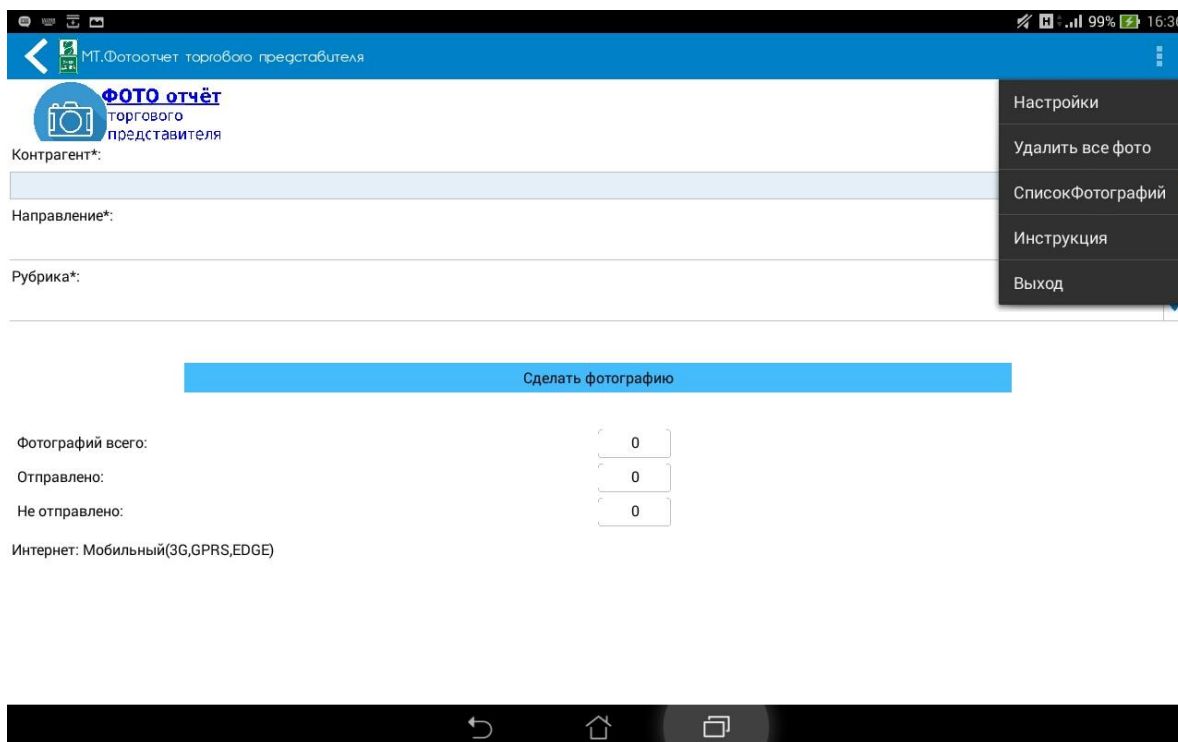 99% 16:36
МТ.Фотоотчет торгового представителя
ФОТО отчёт
торгового
представителя
Контрагент*:
Направление*:
Рубрика*:
Настройки
Удалить все фото
СписокФотографий
Инструкция
Выход
Сделать фотографию
Фотографий всего: 0
Отправлено: 0
Не отправлено: 0
Интернет: Мобильный(3G,GPRS,EDGE)